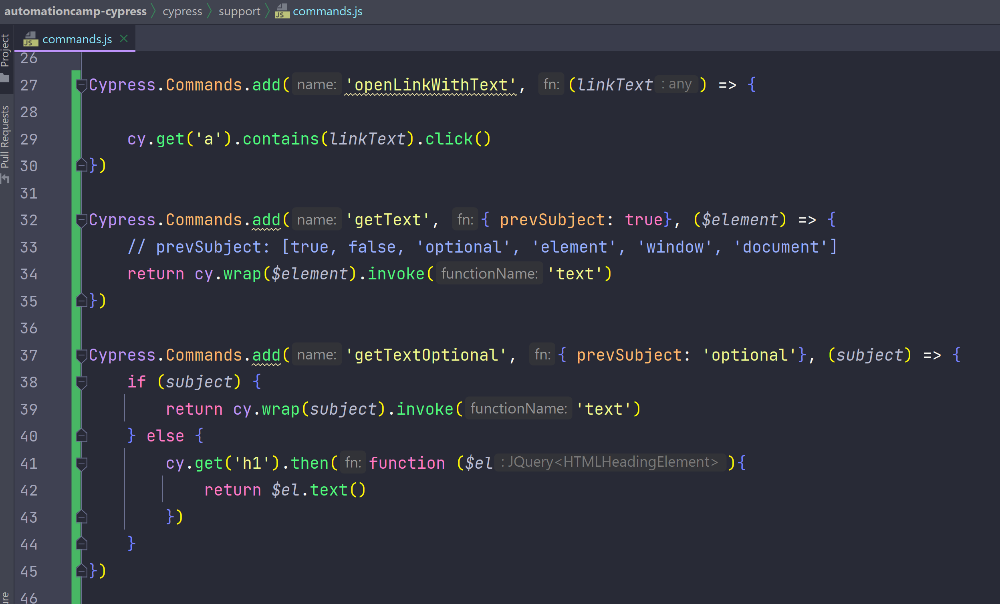 automationcamp-cypress cypress support JS commands.js
JS commands.js
Project
Pull Requests
26
27 Cypress.Commands.add( name: 'openLinkWithText', fn: (linkText : any ) => {
28
29 cy.get('a').contains(linkText).click()
30 })
31
32 Cypress.Commands.add( name: 'getText', fn: { prevSubject: true}, ($element) => {
33 // prevSubject: [true, false, 'optional', 'element', 'window', 'document']
34 return cy.wrap($element).invoke( functionName: 'text')
35 })
36
37 Cypress.Commands.add( name: 'getTextOptional', fn: { prevSubject: 'optional'}, (subject) => {
38 if (subject) {
39 return cy.wrap(subject).invoke( functionName: 'text')
40 } else {
41 cy.get('h1').then( fn: function ($el : JQuery<HTMLHeadingElement> ){
42 return $el.text()
43 })
44 }
45 })
46
ure